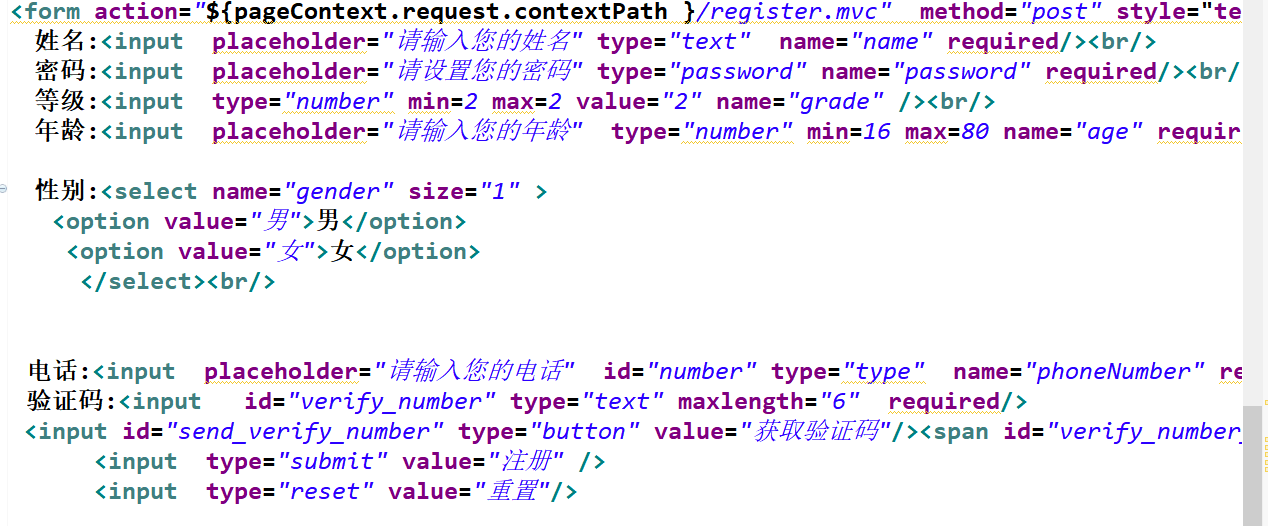 <form action="${pageContext.request.contextPath }/register.mvc"  method="post" style="te
姓名:<input  placeholder="请输入您的姓名" type="text"  name="name" required/><br/>
密码:<input  placeholder="请设置您的密码" type="password" name="password" required/><br/
等级:<input  type="number" min=2 max=2 value="2" name="grade" /><br/>
年龄:<input  placeholder="请输入您的年龄"  type="number" min=16 max=80 name="age" requir
性别:<select name="gender" size="1" >
<option value="男">男</option>
<option value="女">女</option>
</select><br/>
电话:<input  placeholder="请输入您的电话"  id="number" type="type"  name="phoneNumber" re
验证码:<input   id="verify_number" type="text" maxlength="6"  required/>
<input id="send_verify_number" type="button" value="获取验证码"/><span id="verify_number_
<input  type="submit" value="注册" />
<input  type="reset" value="重置"/>